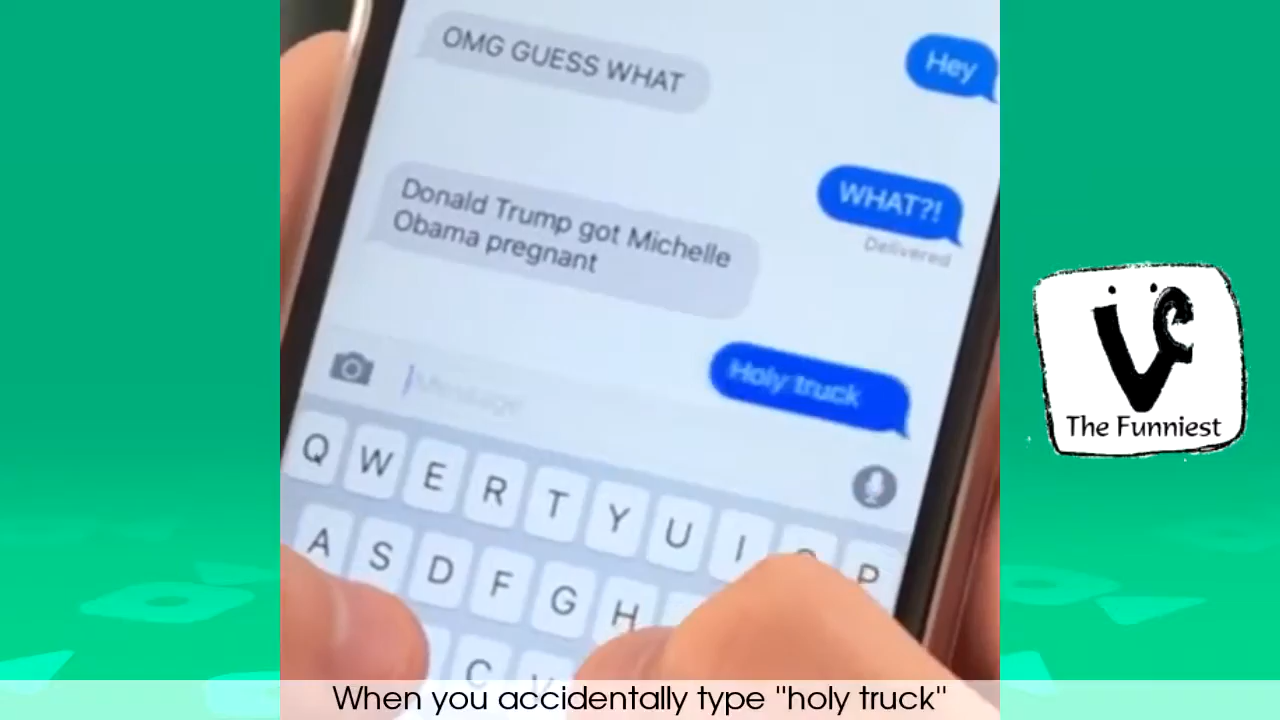 OMG GUESS WHAT
Hey
WHAT?!
Delivered
Donald Trump got Michelle
Obama pregnant
Holy truck
Message
Q W E R T Y U I O P
A S D F G H
C V
The Funniest
When you accidentally type "holy truck"